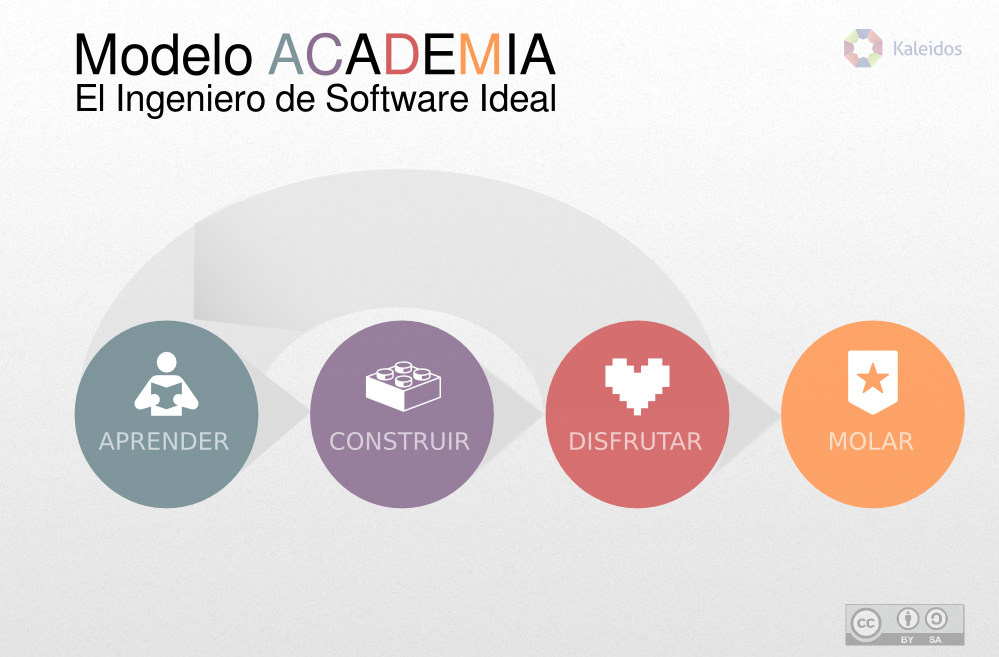 Modelo ACADEMIA
El Ingeniero de Software Ideal
Kaleidos
APRENDER
CONSTRUIR
DISFRUTAR
MOLAR
cc
BY SA